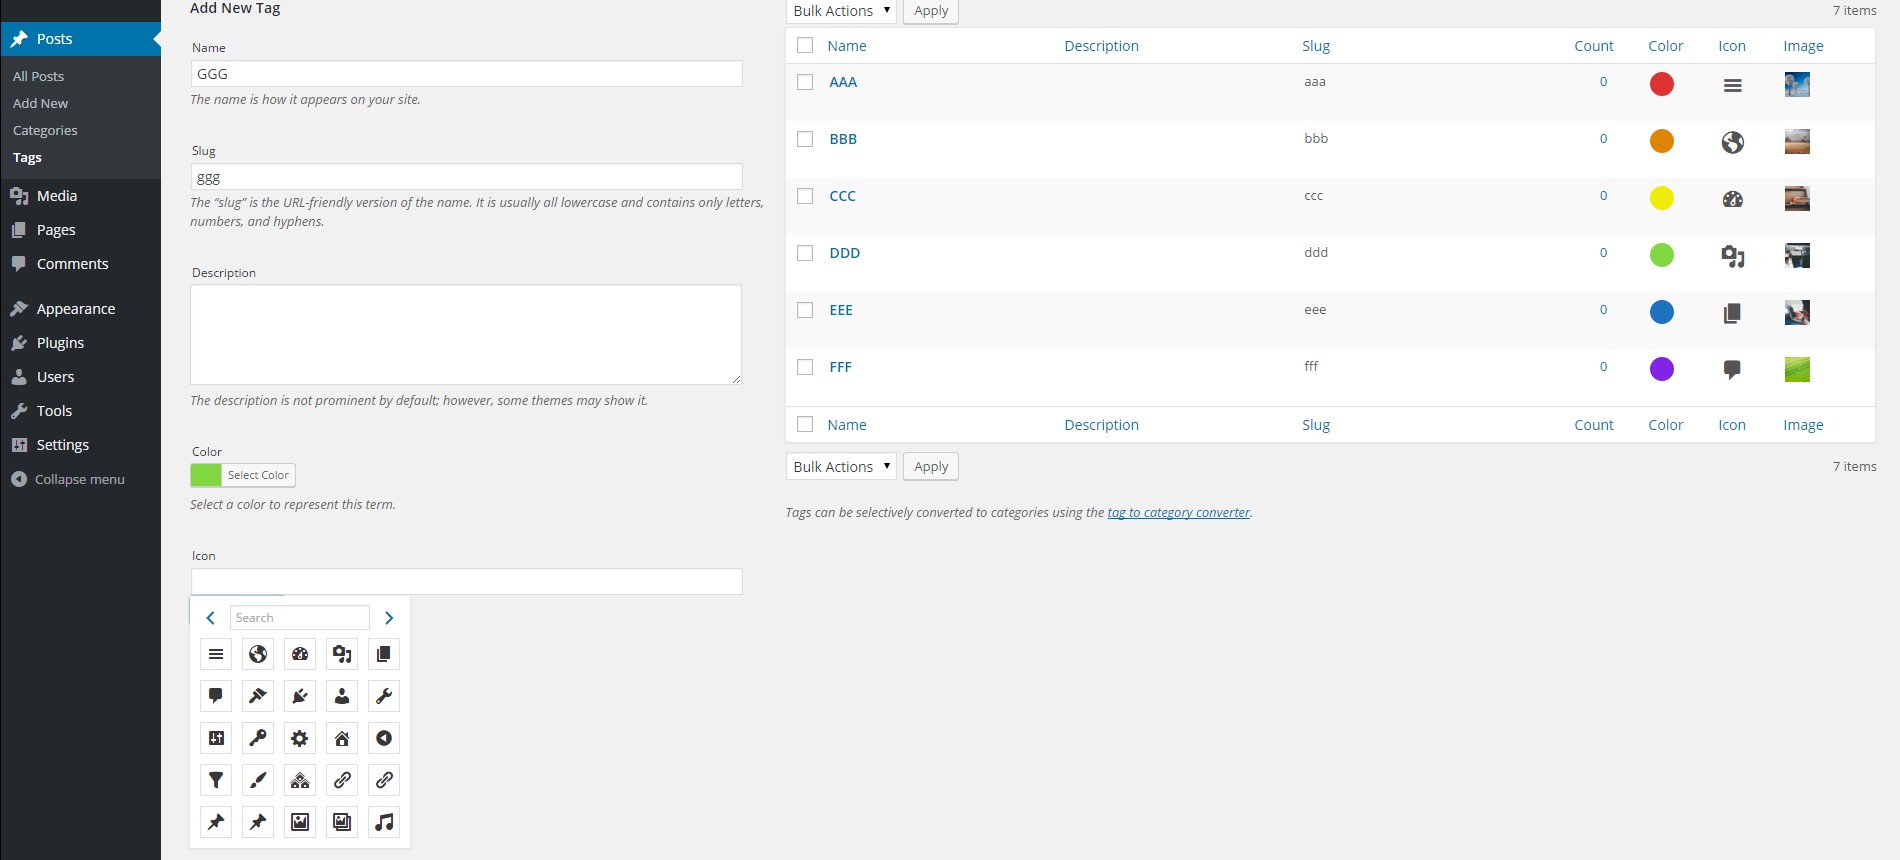 Posts
All Posts
Add New
Categories
Tags
Media
Pages
Comments
Appearance
Plugins
Users
Tools
Settings
Collapse menu
Add New Tag
Name
GGG
The name is how it appears on your site.
Slug
ggg
The “slug” is the URL-friendly version of the name. It is usually all lowercase and contains only letters,
numbers, and hyphens.
Description
The description is not prominent by default; however, some themes may show it.
Color
Select Color
Select a color to represent this term.
Icon
Search
Bulk Actions Apply 7 items
Name Description Slug Count Color Icon Image
AAA aaa 0
BBB bbb 0
CCC ccc 0
DDD ddd 0
EEE eee 0
FFF fff 0
Name Description Slug Count Color Icon Image
Bulk Actions Apply 7 items
Tags can be selectively converted to categories using the tag to category converter.